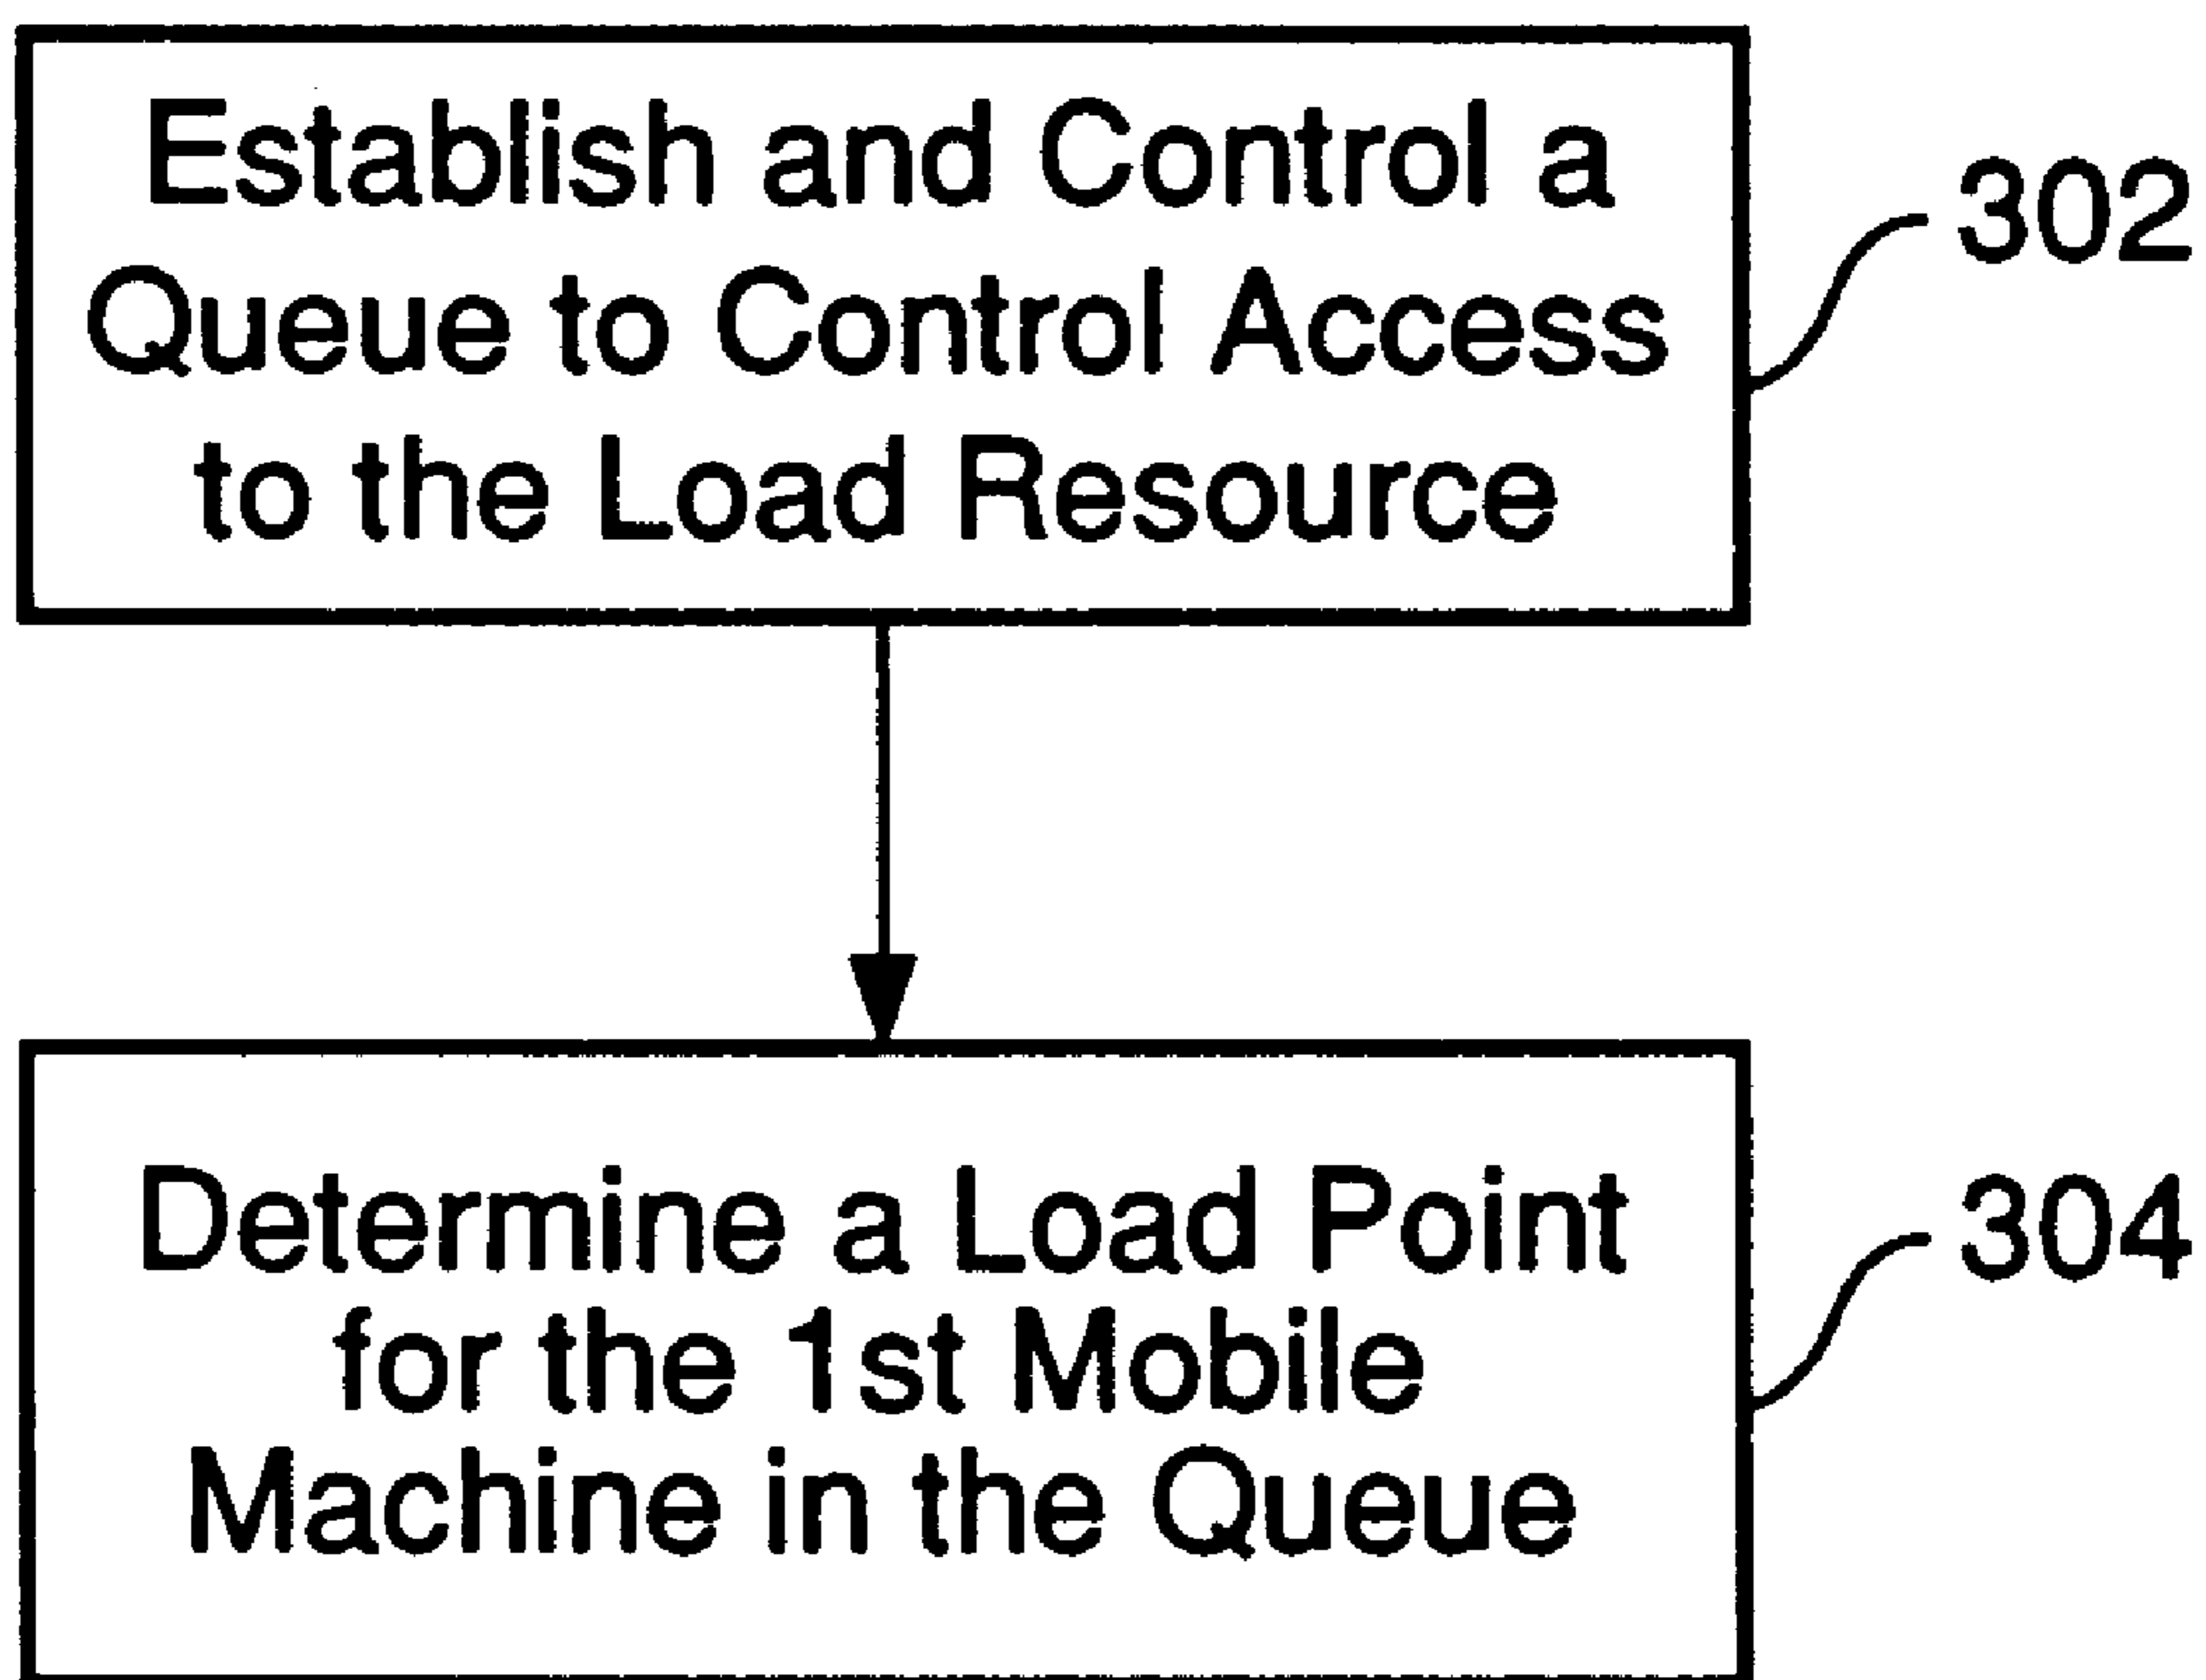 Establish and Control a
Queue to Control Access
to the Load Resource
302
Determine a Load Point
for the 1st Mobile
Machine in the Queue
304